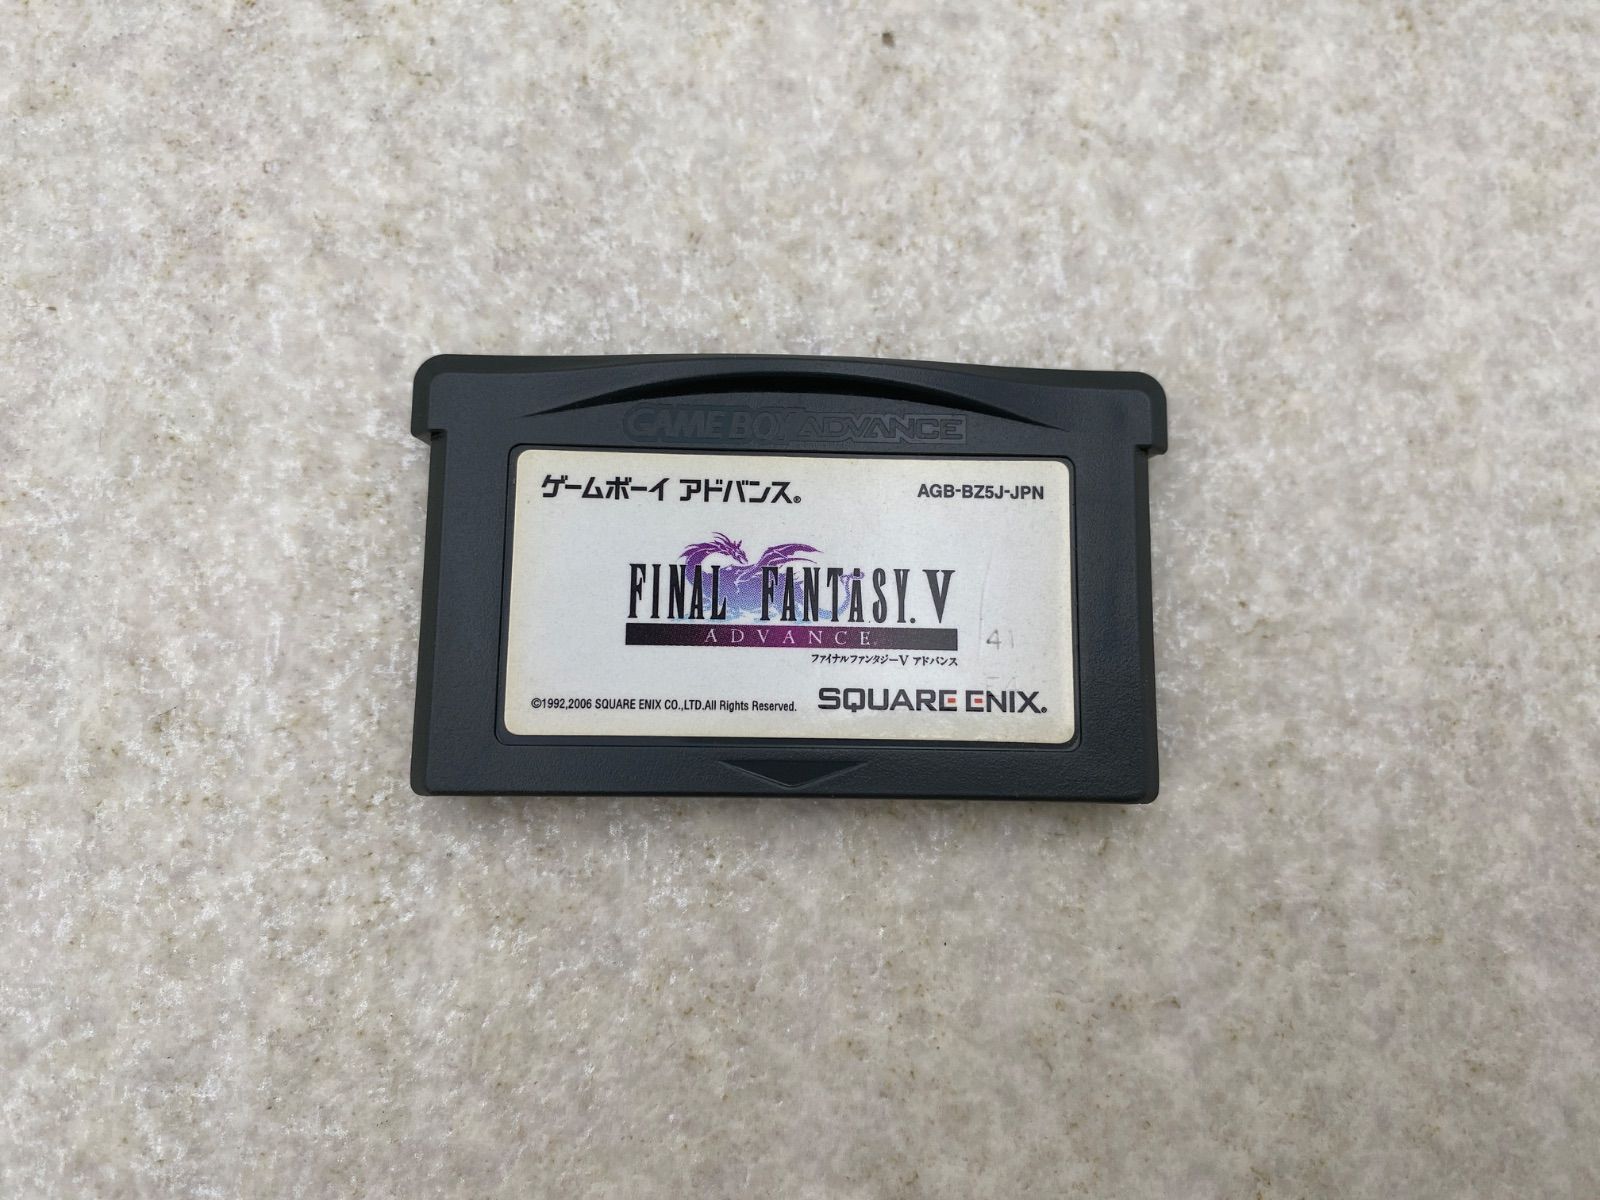 GAME BOY ADVANCE
ゲームボーイ アドバンス®
AGB-BZ5J-JPN
FINAL FANTASY. V
ADVANCE
ファイナルファンタジーV アドバンス
41
©1992,2006 SQUARE ENIX CO.,LTD.All Rights Reserved.
SQUARE ENIX®